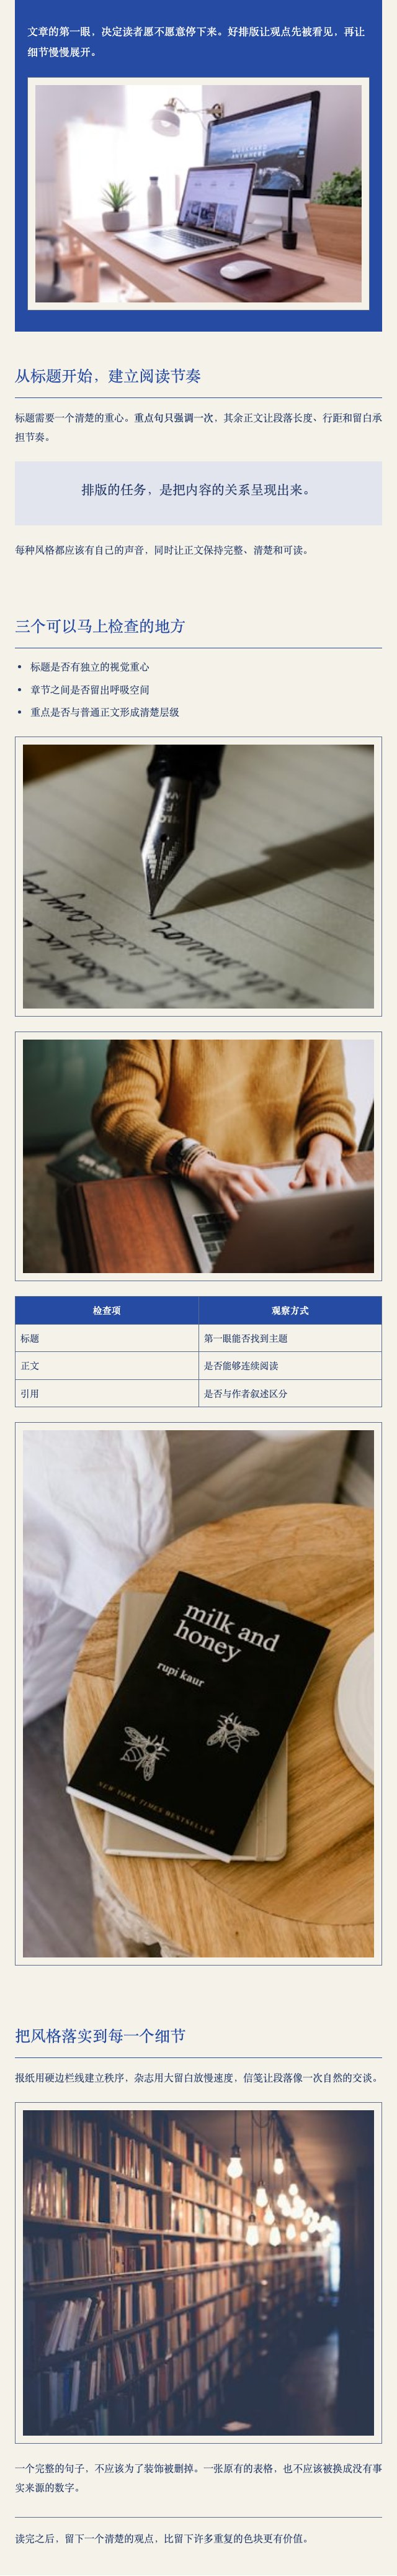 文章的第一眼，决定读者愿不愿意停下来。好排版让观点先被看见，再让
细节慢慢展开。
从标题开始，建立阅读节奏
标题需要一个清楚的重心。重点句只强调一次，其余正文让段落长度、行距和留白承
担节奏。
排版的任务，是把内容的关系呈现出来。
每种风格都应该有自己的声音，同时让正文保持完整、清楚和可读。
三个可以马上检查的地方
• 标题是否有独立的视觉重心
• 章节之间是否留出呼吸空间
• 重点是否与普通正文形成清楚层级
检查项 观察方式
标题 第一眼能否找到主题
正文 是否能够连续阅读
引用 是否与作者叙述区分
milk and
honey
rupi kaur
NEW YORK TIMES BESTSELLER
把风格落实到每一个细节
报纸用硬边栏线建立秩序，杂志用大留白放慢速度，信笺让段落像一次自然的交谈。
一个完整的句子，不应该为了装饰被删掉。一张原有的表格，也不应该被换成没有事
实来源的数字。
读完之后，留下一个清楚的观点，比留下许多重复的色块更有价值。